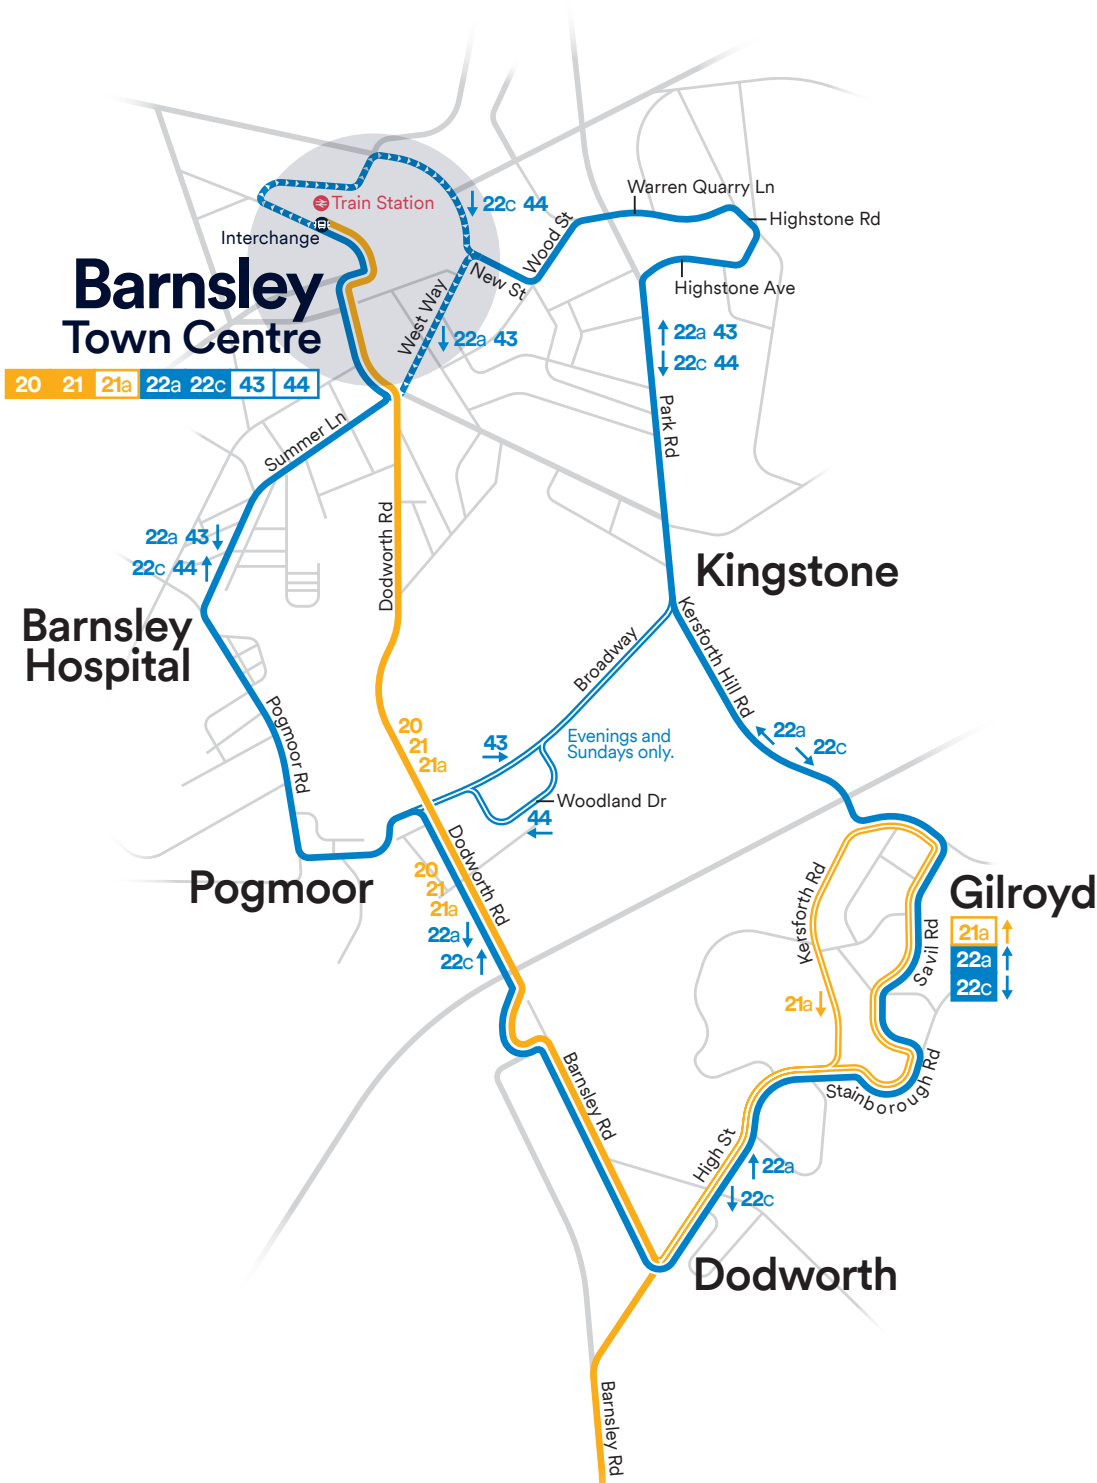 Warren Quarry Ln
Highstone Rd
Train Station
22c 44
Wood St
Interchange
New St
Highstone Ave
Barnsley
Town Centre
West Way
22a 43
22a 43
22c 44
20 21 21a 22a 22c 43 44
Summer Ln
Park Rd
Dodworth Rd
22a 43
22c 44
Kingstone
Barnsley
Hospital
Broadway
Kersforth Hill Rd
Pogmoor Rd
20
21
21a
43
Evenings and
Sundays only.
22a
22c
Woodland Dr
44
Dodworth Rd
Pogmoor
20
21
21a
22a
22c
Kersforth Rd
Gilroyd
21a
22a
22c
Savil Rd
21a
Barnsley Rd
Stainborough Rd
High St
22a
22c
Dodworth
Barnsley Rd